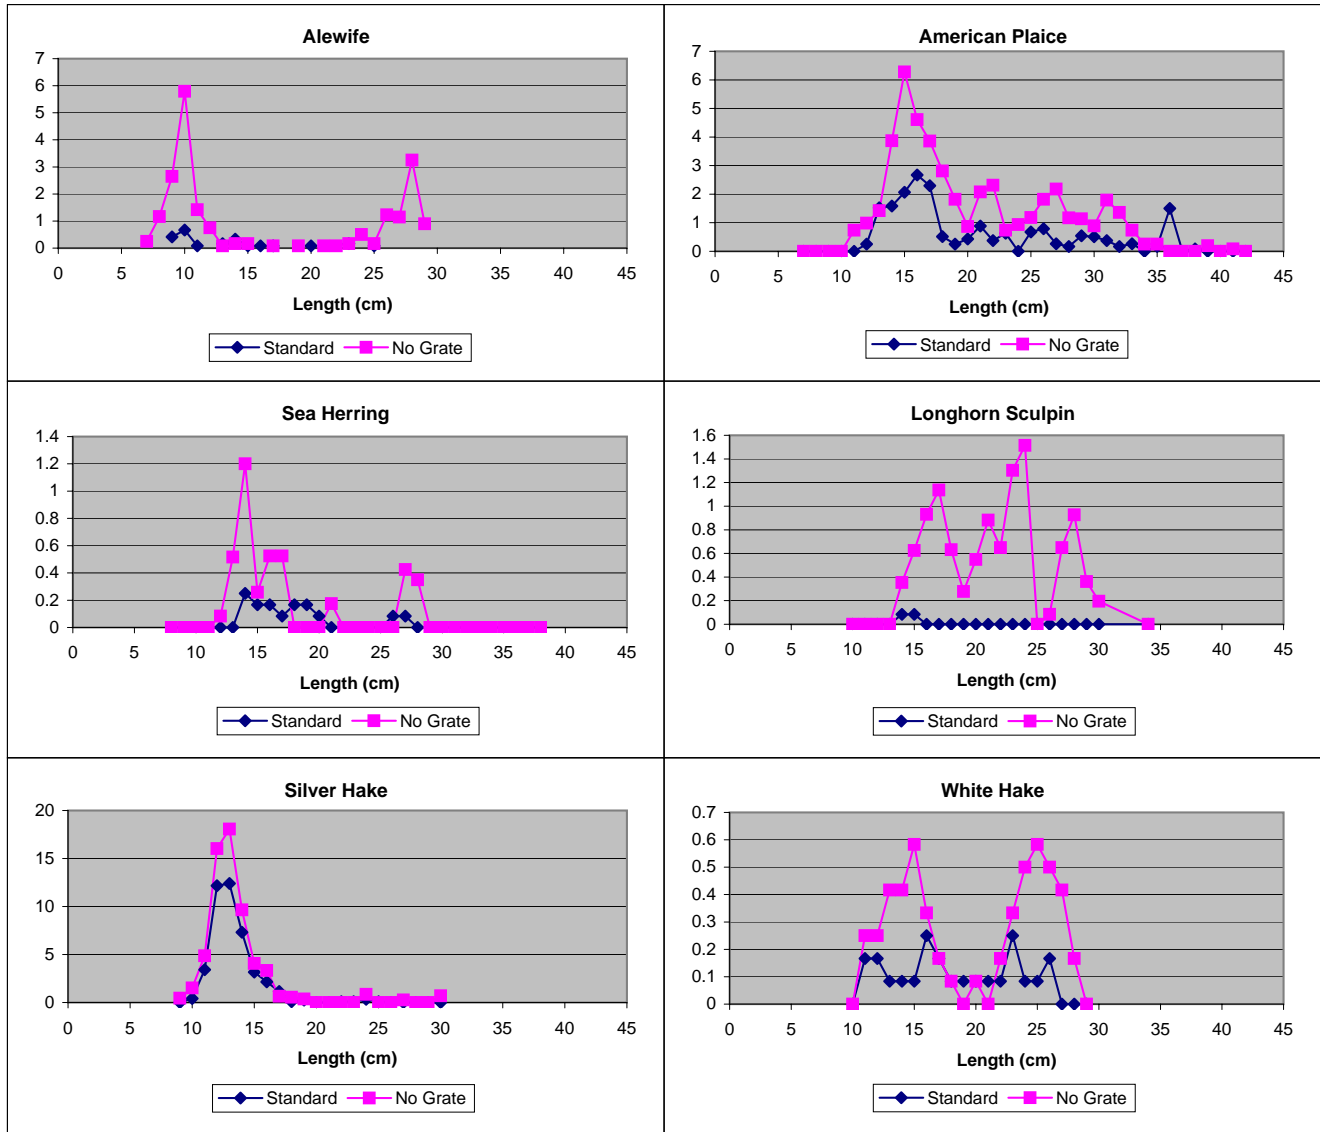 Alewife
7
6
5
4
3
2
1
0
0 5 10 15 20 25 30 35 40 45
Length (cm)
Standard No Grate
American Plaice
7
6
5
4
3
2
1
0
0 5 10 15 20 25 30 35 40 45
Length (cm)
Standard No Grate
Sea Herring
1.4
1.2
1
0.8
0.6
0.4
0.2
0
0 5 10 15 20 25 30 35 40 45
Length (cm)
Standard No Grate
Longhorn Sculpin
1.6
1.4
1.2
1
0.8
0.6
0.4
0.2
0
0 5 10 15 20 25 30 35 40 45
Length (cm)
Standard No Grate
Silver Hake
20
15
10
5
0
0 5 10 15 20 25 30 35 40 45
Length (cm)
Standard No Grate
White Hake
0.7
0.6
0.5
0.4
0.3
0.2
0.1
0
0 5 10 15 20 25 30 35 40 45
Length (cm)
Standard No Grate